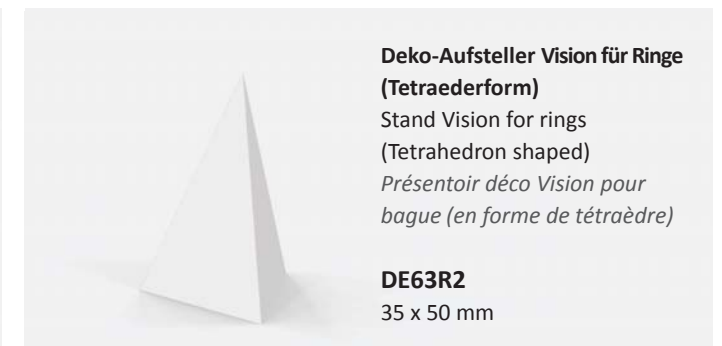 Deko-Aufsteller Vision für Ringe
(Tetraederform)
Stand Vision for rings
(Tetrahedron shaped)
Présentoir déco Vision pour
bague (en forme de tétraèdre)
DE63R2
35 x 50 mm